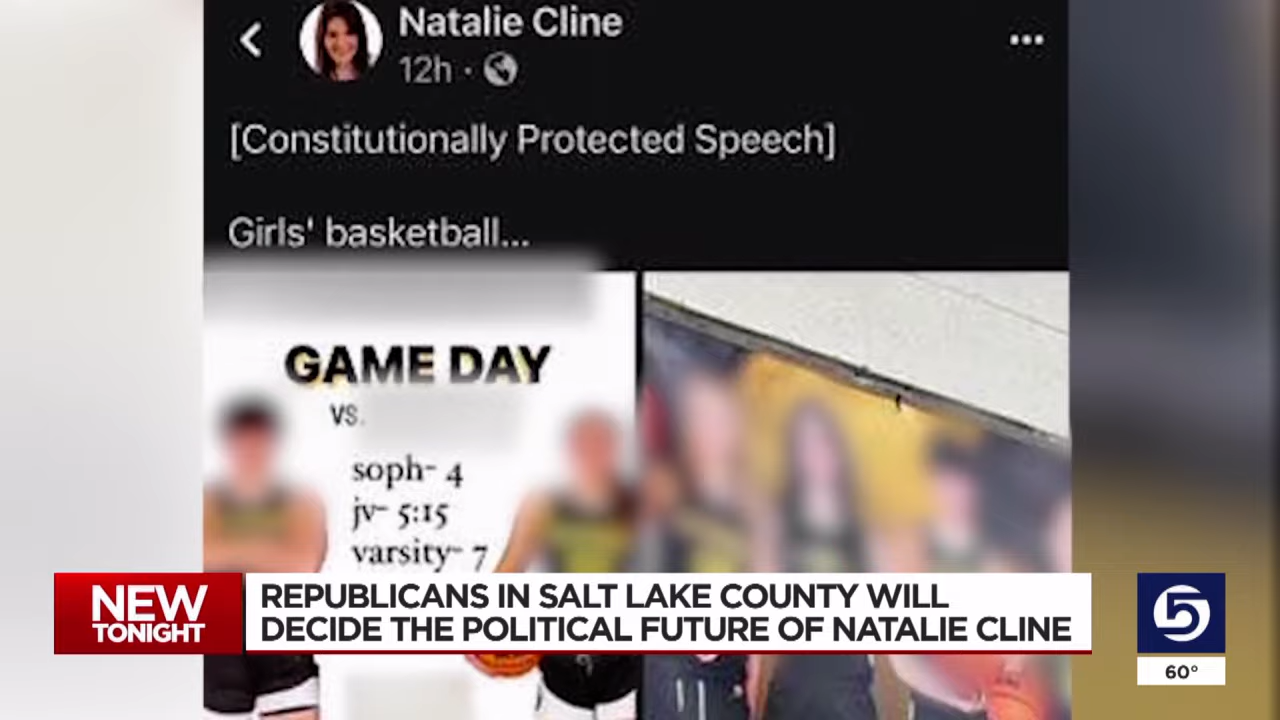 Natalie Cline
12h ·
[Constitutionally Protected Speech]
Girls' basketball...
GAME DAY
VS.
soph- 4
jv- 5:15
varsity- 7
NEW
TONIGHT
REPUBLICANS IN SALT LAKE COUNTY WILL
DECIDE THE POLITICAL FUTURE OF NATALIE CLINE
5
60°